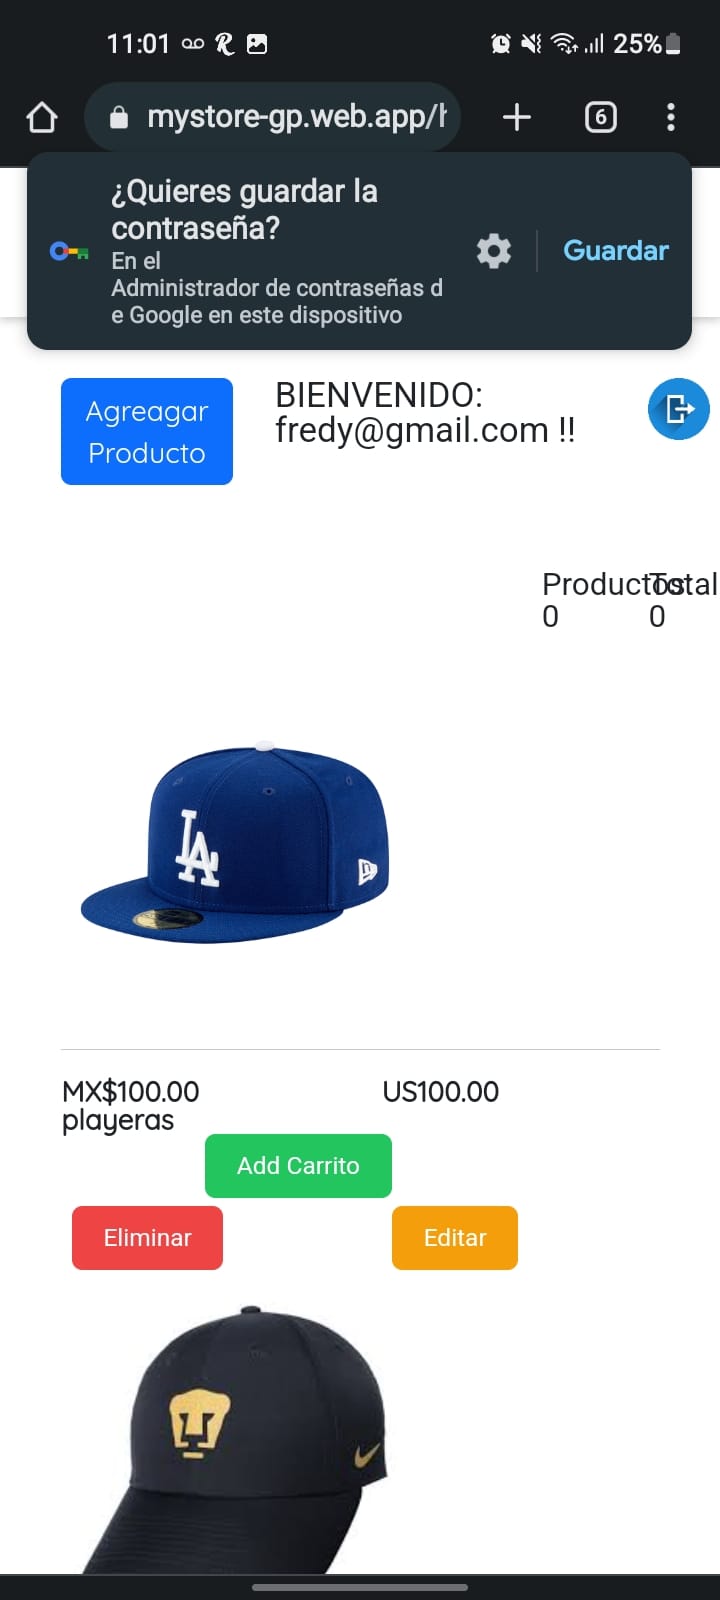 11:01
25%
mystore-gp.web.app/h
6
¿Quieres guardar la
contraseña?
En el
Administrador de contraseñas d
e Google en este dispositivo
Guardar
Agreagar
Producto
BIENVENIDO:
fredy@gmail.com !!
Productos: Total
0 0
LA
MX$100.00 US100.00
playeras
Add Carrito
Eliminar Editar